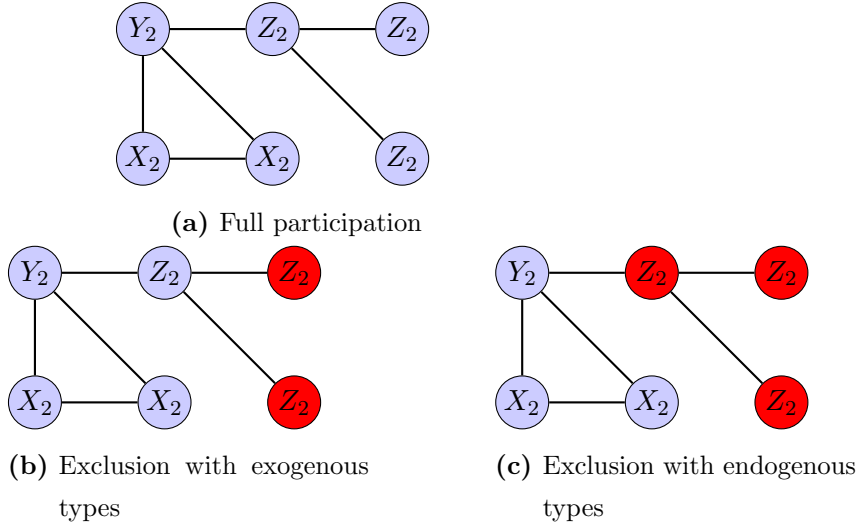 Y₂ Z₂ Z₂
X₂ X₂ Z₂
(a) Full participation
Y₂ Z₂ Z₂ Y₂ Z₂ Z₂
X₂ X₂ Z₂ X₂ X₂ Z₂
(b) Exclusion with exogenous types
(c) Exclusion with endogenous types